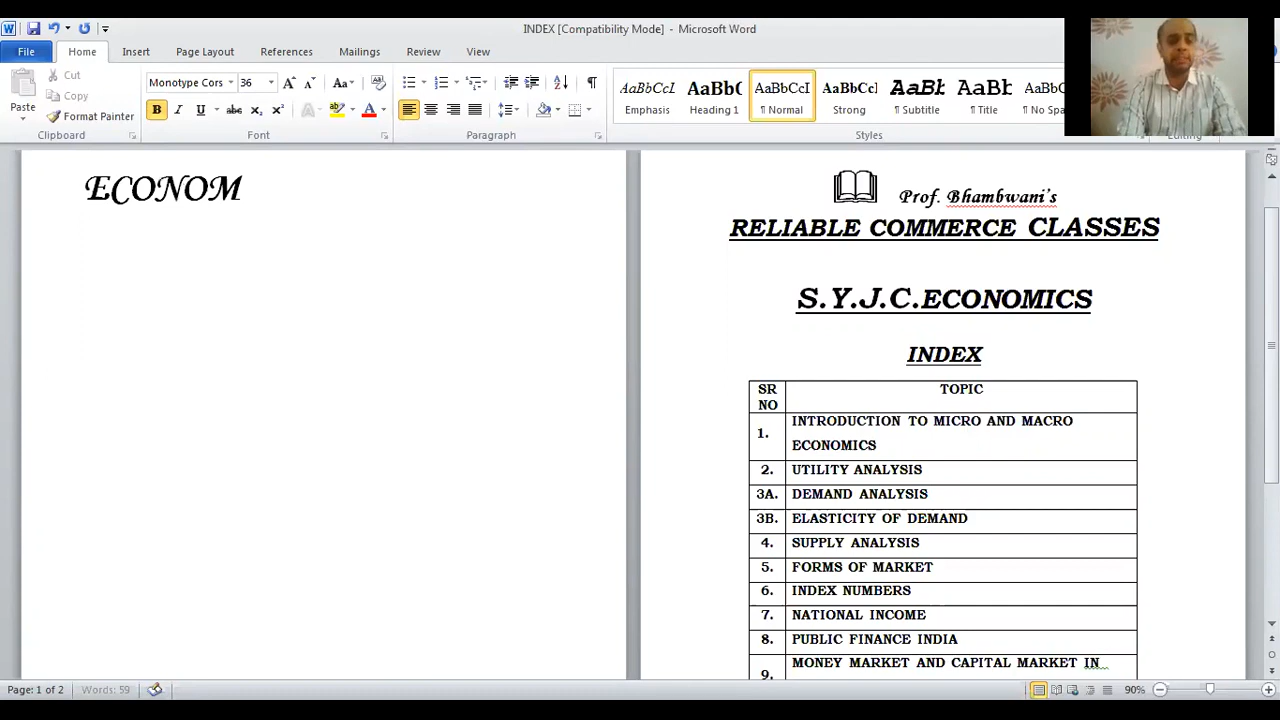 INDEX [Compatibility Mode] - Microsoft Word
File Home Insert Page Layout References Mailings Review View
Paste
Cut
Copy
Format Painter
Clipboard
Monotype Cors 36
Font
Paragraph
AaBbCcI AaBbC AaBbCcI AaBbCcI AaBbC AaBbC AaBbC
Emphasis Heading 1 ¶ Normal Strong ¶ Subtitle ¶ Title ¶ No Spa
Styles
Editing
ECONOM
Prof. Bhambwani's
RELIABLE COMMERCE CLASSES
S.Y.J.C.ECONOMICS
INDEX
SR NO TOPIC
1. INTRODUCTION TO MICRO AND MACRO
ECONOMICS
2. UTILITY ANALYSIS
3A. DEMAND ANALYSIS
3B. ELASTICITY OF DEMAND
4. SUPPLY ANALYSIS
5. FORMS OF MARKET
6. INDEX NUMBERS
7. NATIONAL INCOME
8. PUBLIC FINANCE INDIA
9. MONEY MARKET AND CAPITAL MARKET IN
Page: 1 of 2 Words: 59 90%